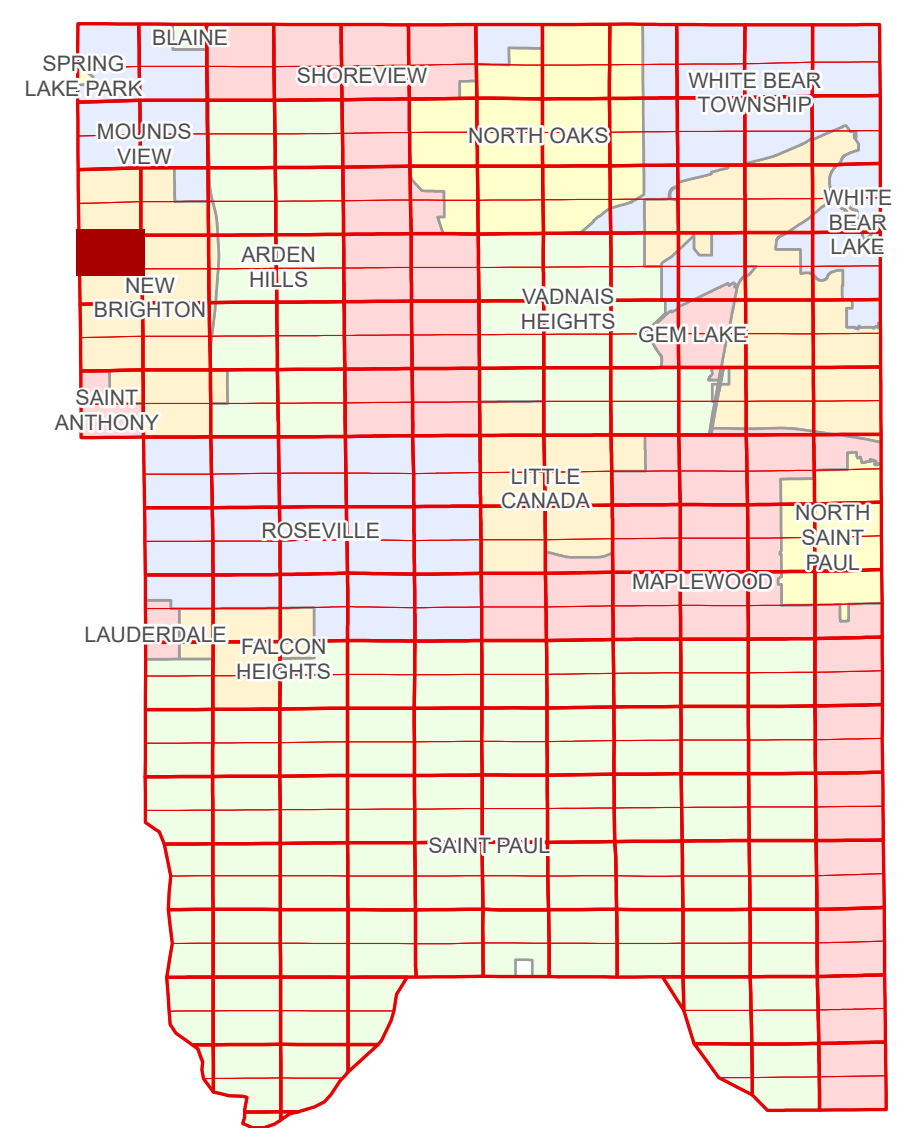 BLAINE
SPRING
LAKE PARK
SHOREVIEW
WHITE BEAR
TOWNSHIP
MOUNDS
VIEW
NORTH OAKS
WHITE
BEAR
LAKE
ARDEN
HILLS
NEW
BRIGHTON
VADNAIS
HEIGHTS
GEM LAKE
SAINT
ANTHONY
LITTLE
CANADA
NORTH
SAINT
PAUL
ROSEVILLE
MAPLEWOOD
LAUDERDALE
FALCON
HEIGHTS
SAINT PAUL